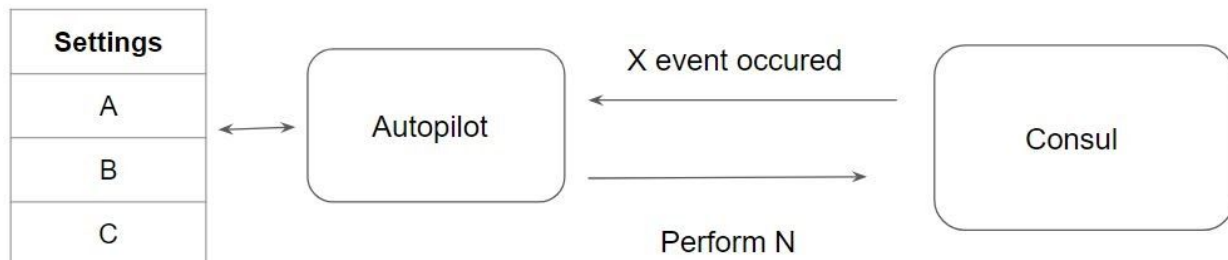 Settings
A
B
C
Autopilot
X event occured
Perform N
Consul